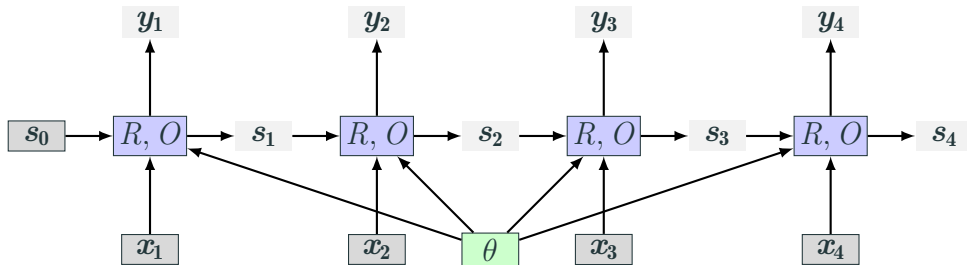 y₁ y₂ y₃ y₄
s₀ R, O s₁ R, O s₂ R, O s₃ R, O s₄
x₁ x₂ θ x₃ x₄